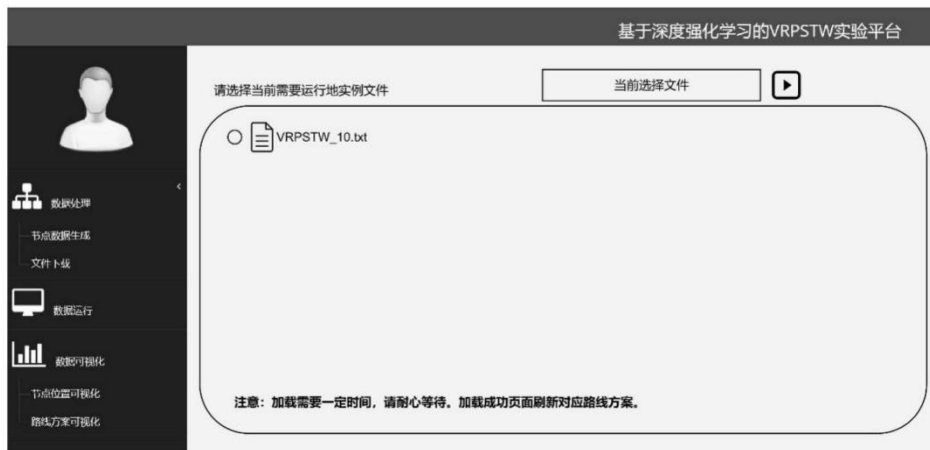 基于深度强化学习的VRPSTW实验平台
请选择当前需要运行地实例文件
当前选择文件
VRPSTW_10.txt
数据处理
节点数据生成
文件下载
数据运行
数据可视化
节点位置可视化
路线方案可视化
注意：加载需要一定时间，请耐心等待。加载成功页面刷新对应路线方案。